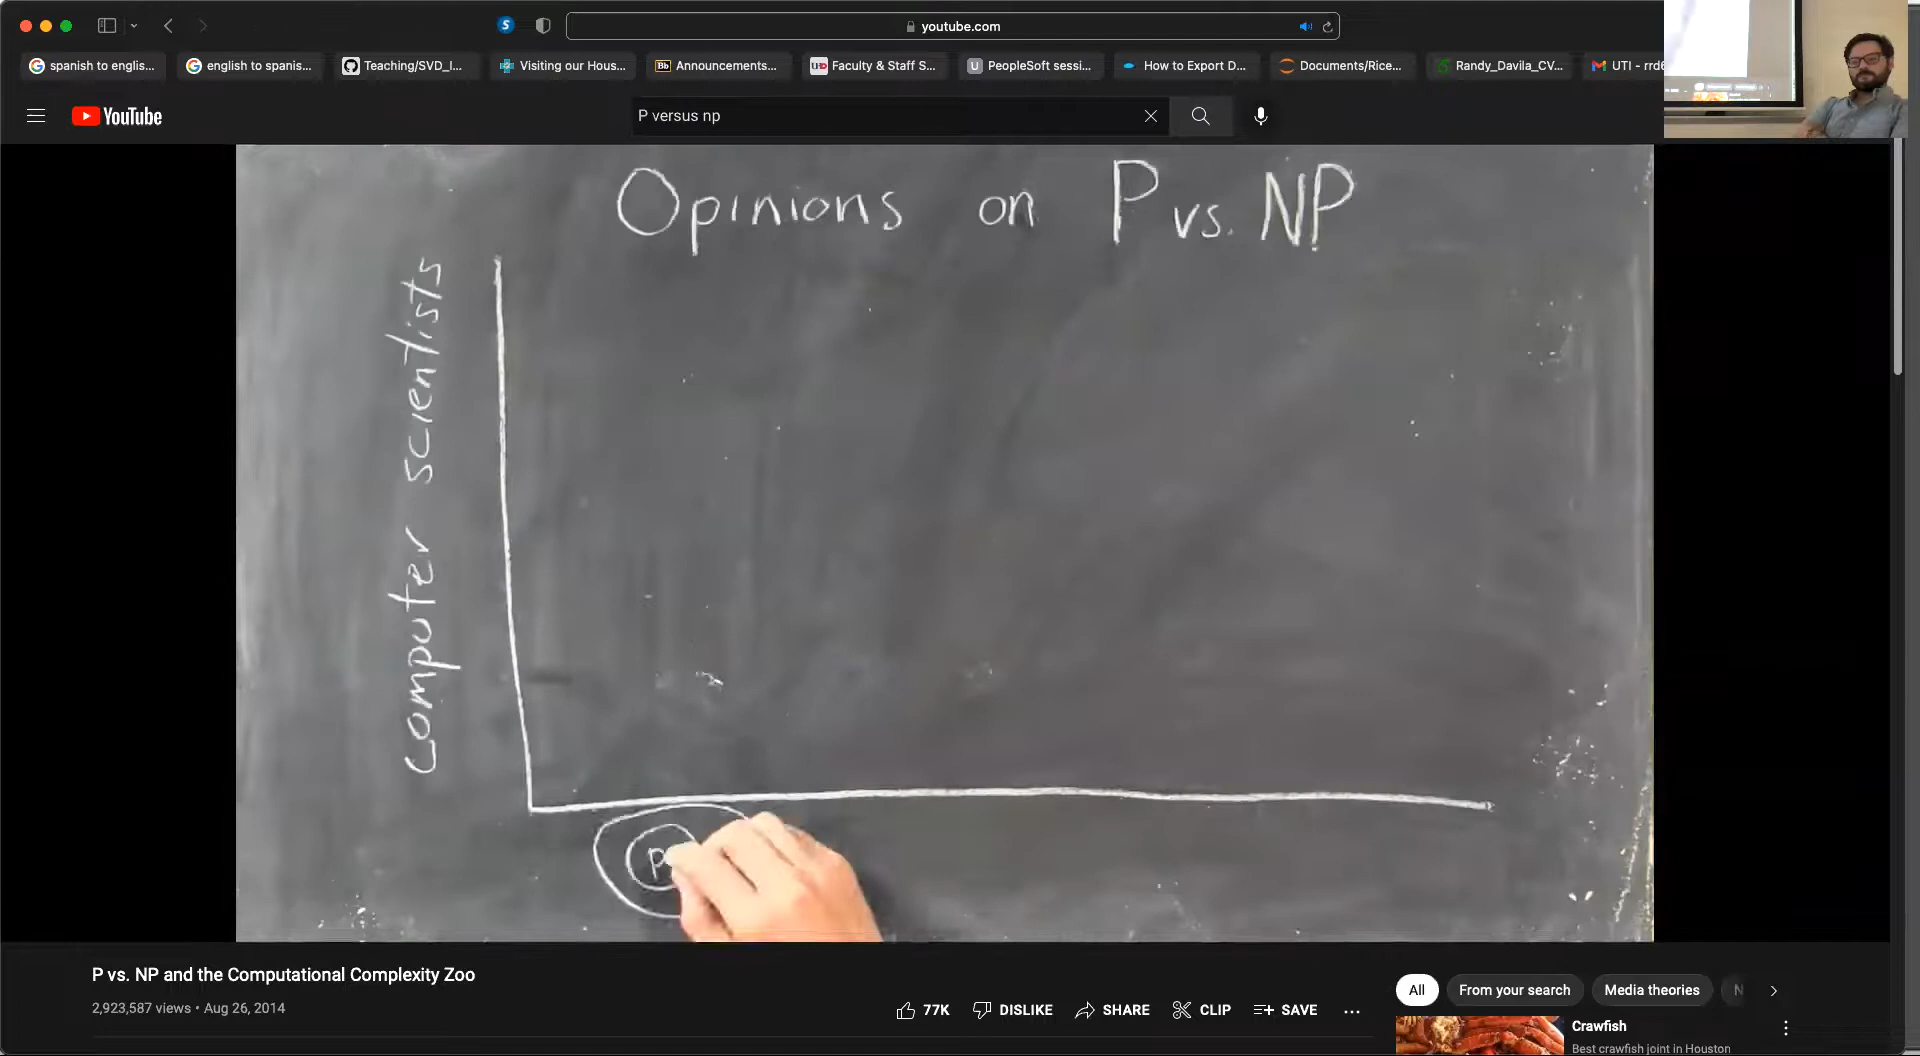 youtube.com
spanish to englis...
english to spanis...
Teaching/SVD_I...
Visiting our Hous...
Bb Announcements...
UHD Faculty & Staff S...
U PeopleSoft sessi...
How to Export D...
Documents/Rice...
Randy_Davila_CV...
UTI - rrd6
YouTube
P versus np
Opinions on P vs. NP
computer scientists
P
P vs. NP and the Computational Complexity Zoo
2,923,587 views • Aug 26, 2014
77K
DISLIKE
SHARE
CLIP
SAVE
All
From your search
Media theories
N
Crawfish
Best crawfish joint in Houston